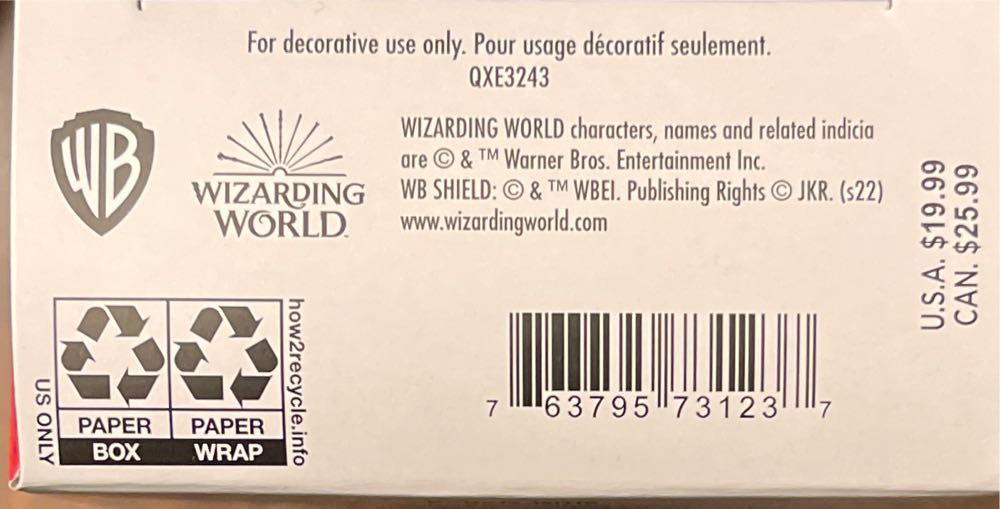 For decorative use only. Pour usage décoratif seulement.
QXE3243
WB
WIZARDING
WORLD
WIZARDING WORLD characters, names and related indicia
are © & ™ Warner Bros. Entertainment Inc.
WB SHIELD: © & ™ WBEI. Publishing Rights © JKR. (s22)
www.wizardingworld.com
U.S.A. $19.99
CAN. $25.99
US ONLY
PAPER
BOX
PAPER
WRAP
how2recycle.info
7 63795 73123 7